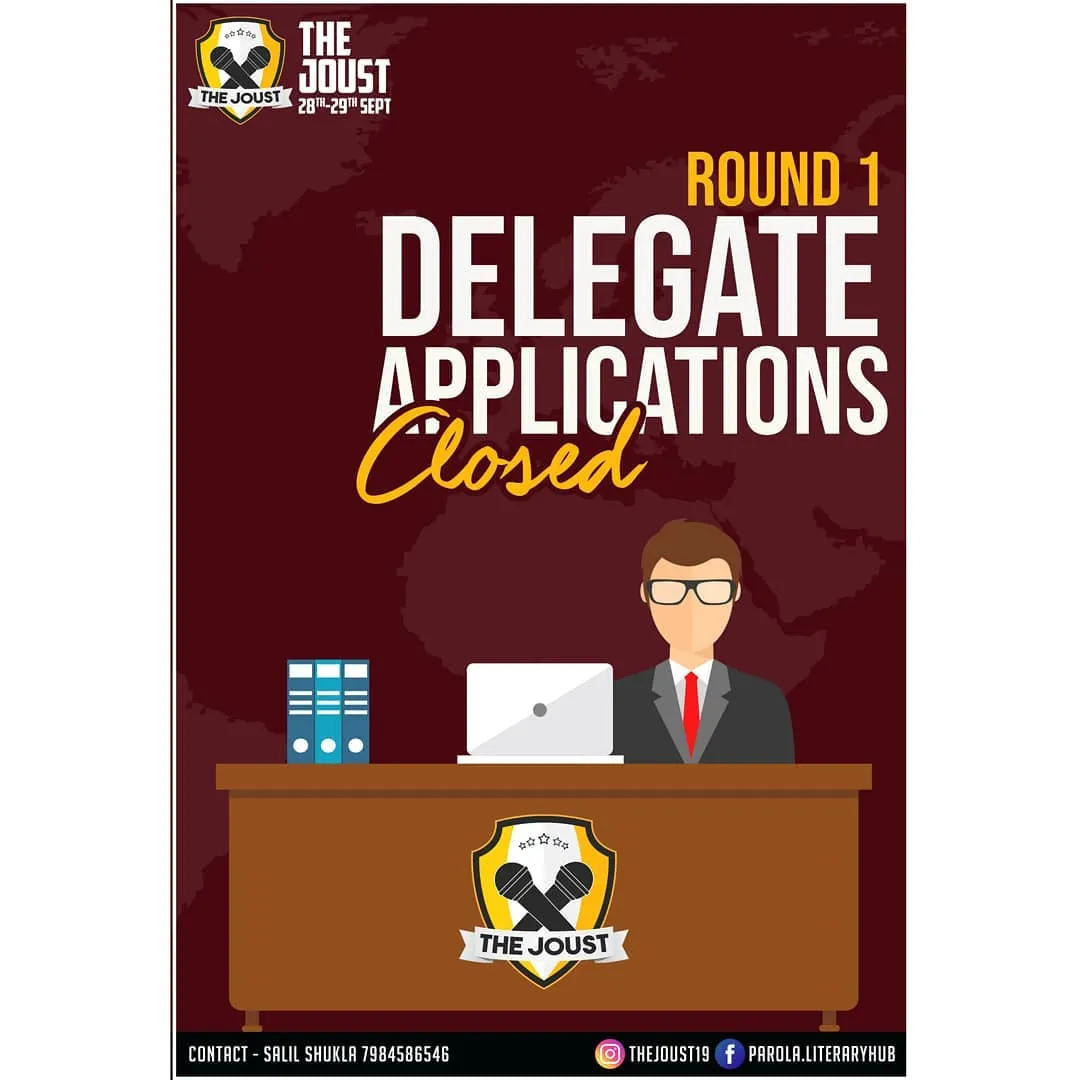 THE JOUST
THE
JOUST
28TH-29TH SEPT
ROUND 1
DELEGATE
APPLICATIONS
Closed
THE JOUST
CONTACT - SALIL SHUKLA 7984586546
THEJOUST19 PAROLA.LITERARYHUB